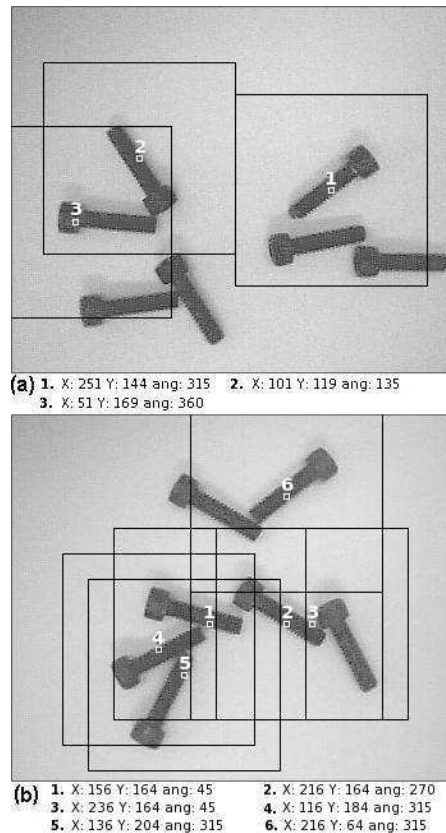 2
1
3
(a) 1. X: 251 Y: 144 ang: 315 2. X: 101 Y: 119 ang: 135
3. X: 51 Y: 169 ang: 360
6
1 2 3
4
5
1. X: 156 Y: 164 ang: 45 2. X: 216 Y: 164 ang: 270
(b) 3. X: 236 Y: 164 ang: 45 4. X: 116 Y: 184 ang: 315
5. X: 136 Y: 204 ang: 315 6. X: 216 Y: 64 ang: 315